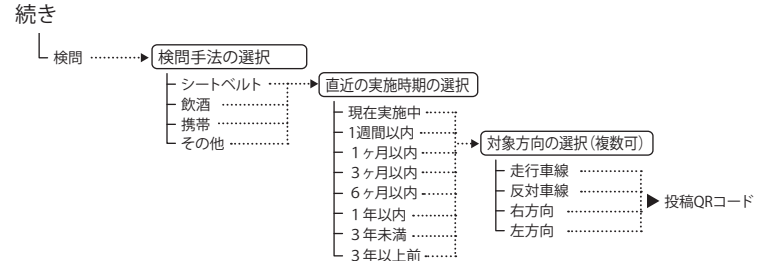 続き
検問
検問手法の選択
シートベルト
飲酒
携帯
その他
直近の実施時期の選択
現在実施中
1週間以内
1ヶ月以内
3ヶ月以内
6ヶ月以内
1年以内
3年未満
3年以上前
対象方向の選択(複数可)
走行車線
反対車線
右方向
左方向
投稿QRコード